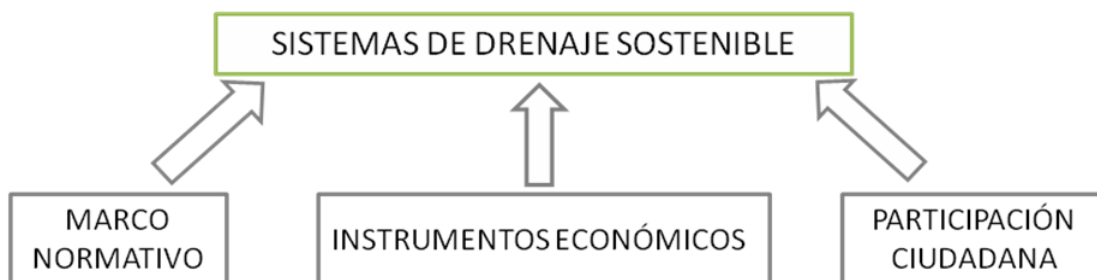 SISTEMAS DE DRENAJE SOSTENIBLE
MARCO
NORMATIVO
INSTRUMENTOS ECONÓMICOS
PARTICIPACIÓN
CIUDADANA